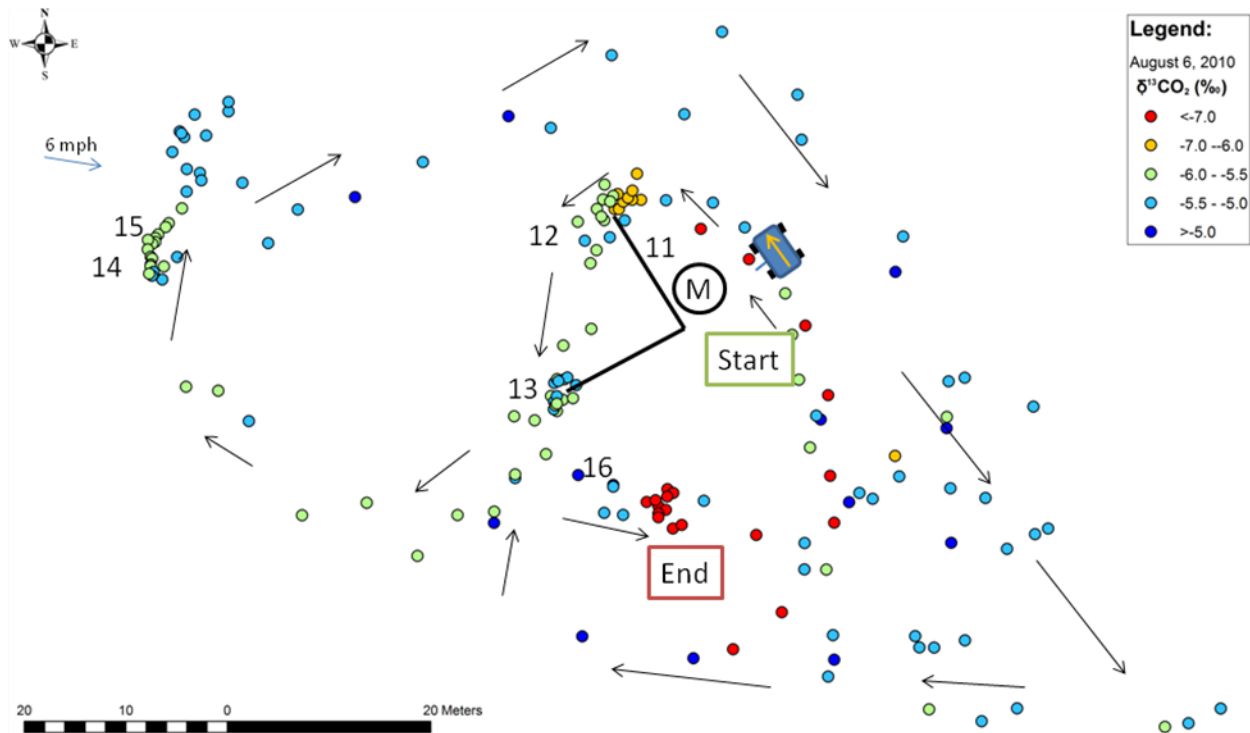 N
W E
S
6 mph
Legend:
August 6, 2010
δ¹³CO₂ (‰)
<-7.0
-7.0 --6.0
-6.0 - -5.5
-5.5 - -5.0
>-5.0
15
14
12
11
M
Start
13
16
End
20 10 0 20 Meters